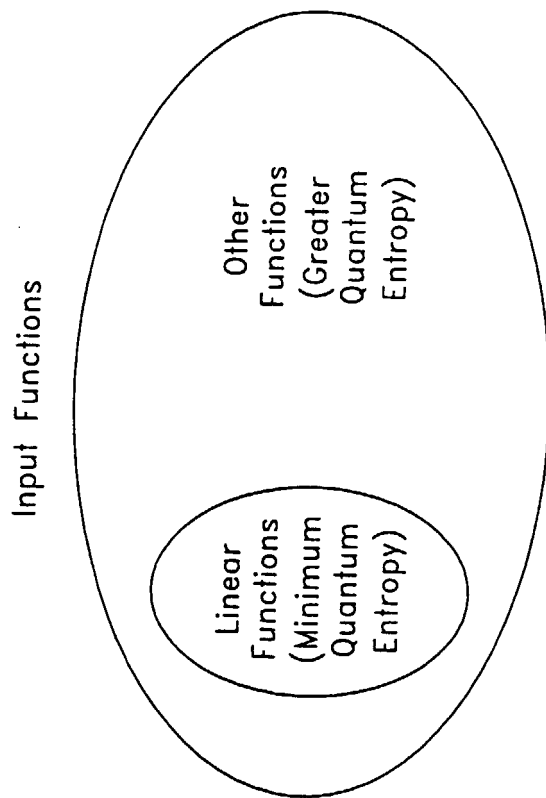 Input Functions
Linear
Functions
(Minimum
Quantum
Entropy)
Other
Functions
(Greater
Quantum
Entropy)